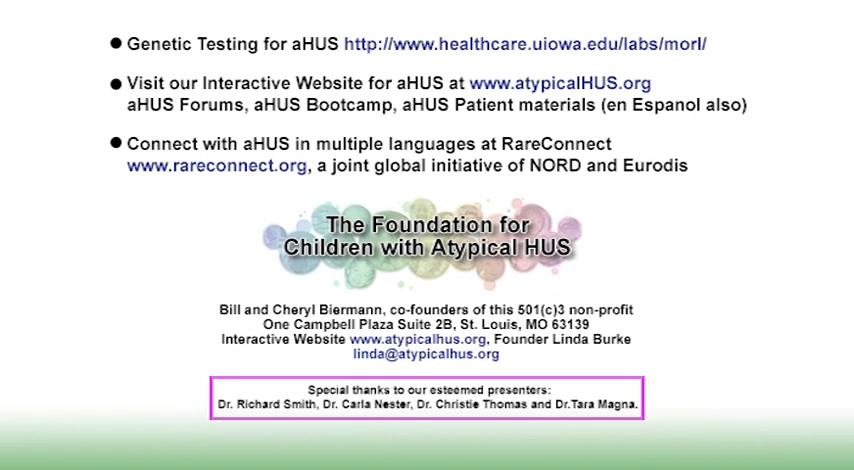 ● Genetic Testing for aHUS http://www.healthcare.uiowa.edu/labs/morl/
● Visit our Interactive Website for aHUS at www.atypicalHUS.org
aHUS Forums, aHUS Bootcamp, aHUS Patient materials (en Espanol also)
● Connect with aHUS in multiple languages at RareConnect
www.rareconnect.org, a joint global initiative of NORD and Eurodis
The Foundation for
Children with Atypical HUS
Bill and Cheryl Biermann, co-founders of this 501(c)3 non-profit
One Campbell Plaza Suite 2B, St. Louis, MO 63139
Interactive Website www.atypicalhus.org, Founder Linda Burke
linda@atypicalhus.org
Special thanks to our esteemed presenters:
Dr. Richard Smith, Dr. Carla Nester, Dr. Christie Thomas and Dr.Tara Magna.